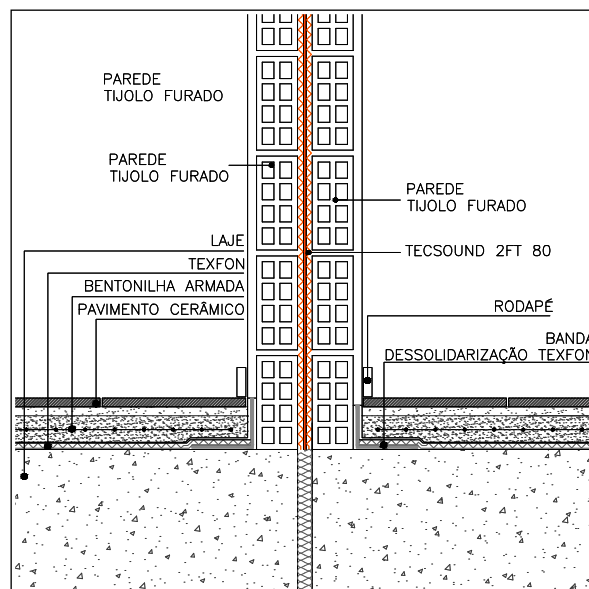 PAREDE
TIJOLO FURADO
PAREDE
TIJOLO FURADO
PAREDE
TIJOLO FURADO
LAJE
TECSOUND 2FT 80
TEXFON
BENTONILHA ARMADA
PAVIMENTO CERÂMICO
RODAPÉ
BANDA
DESSOLIDARIZAÇÃO TEXFON